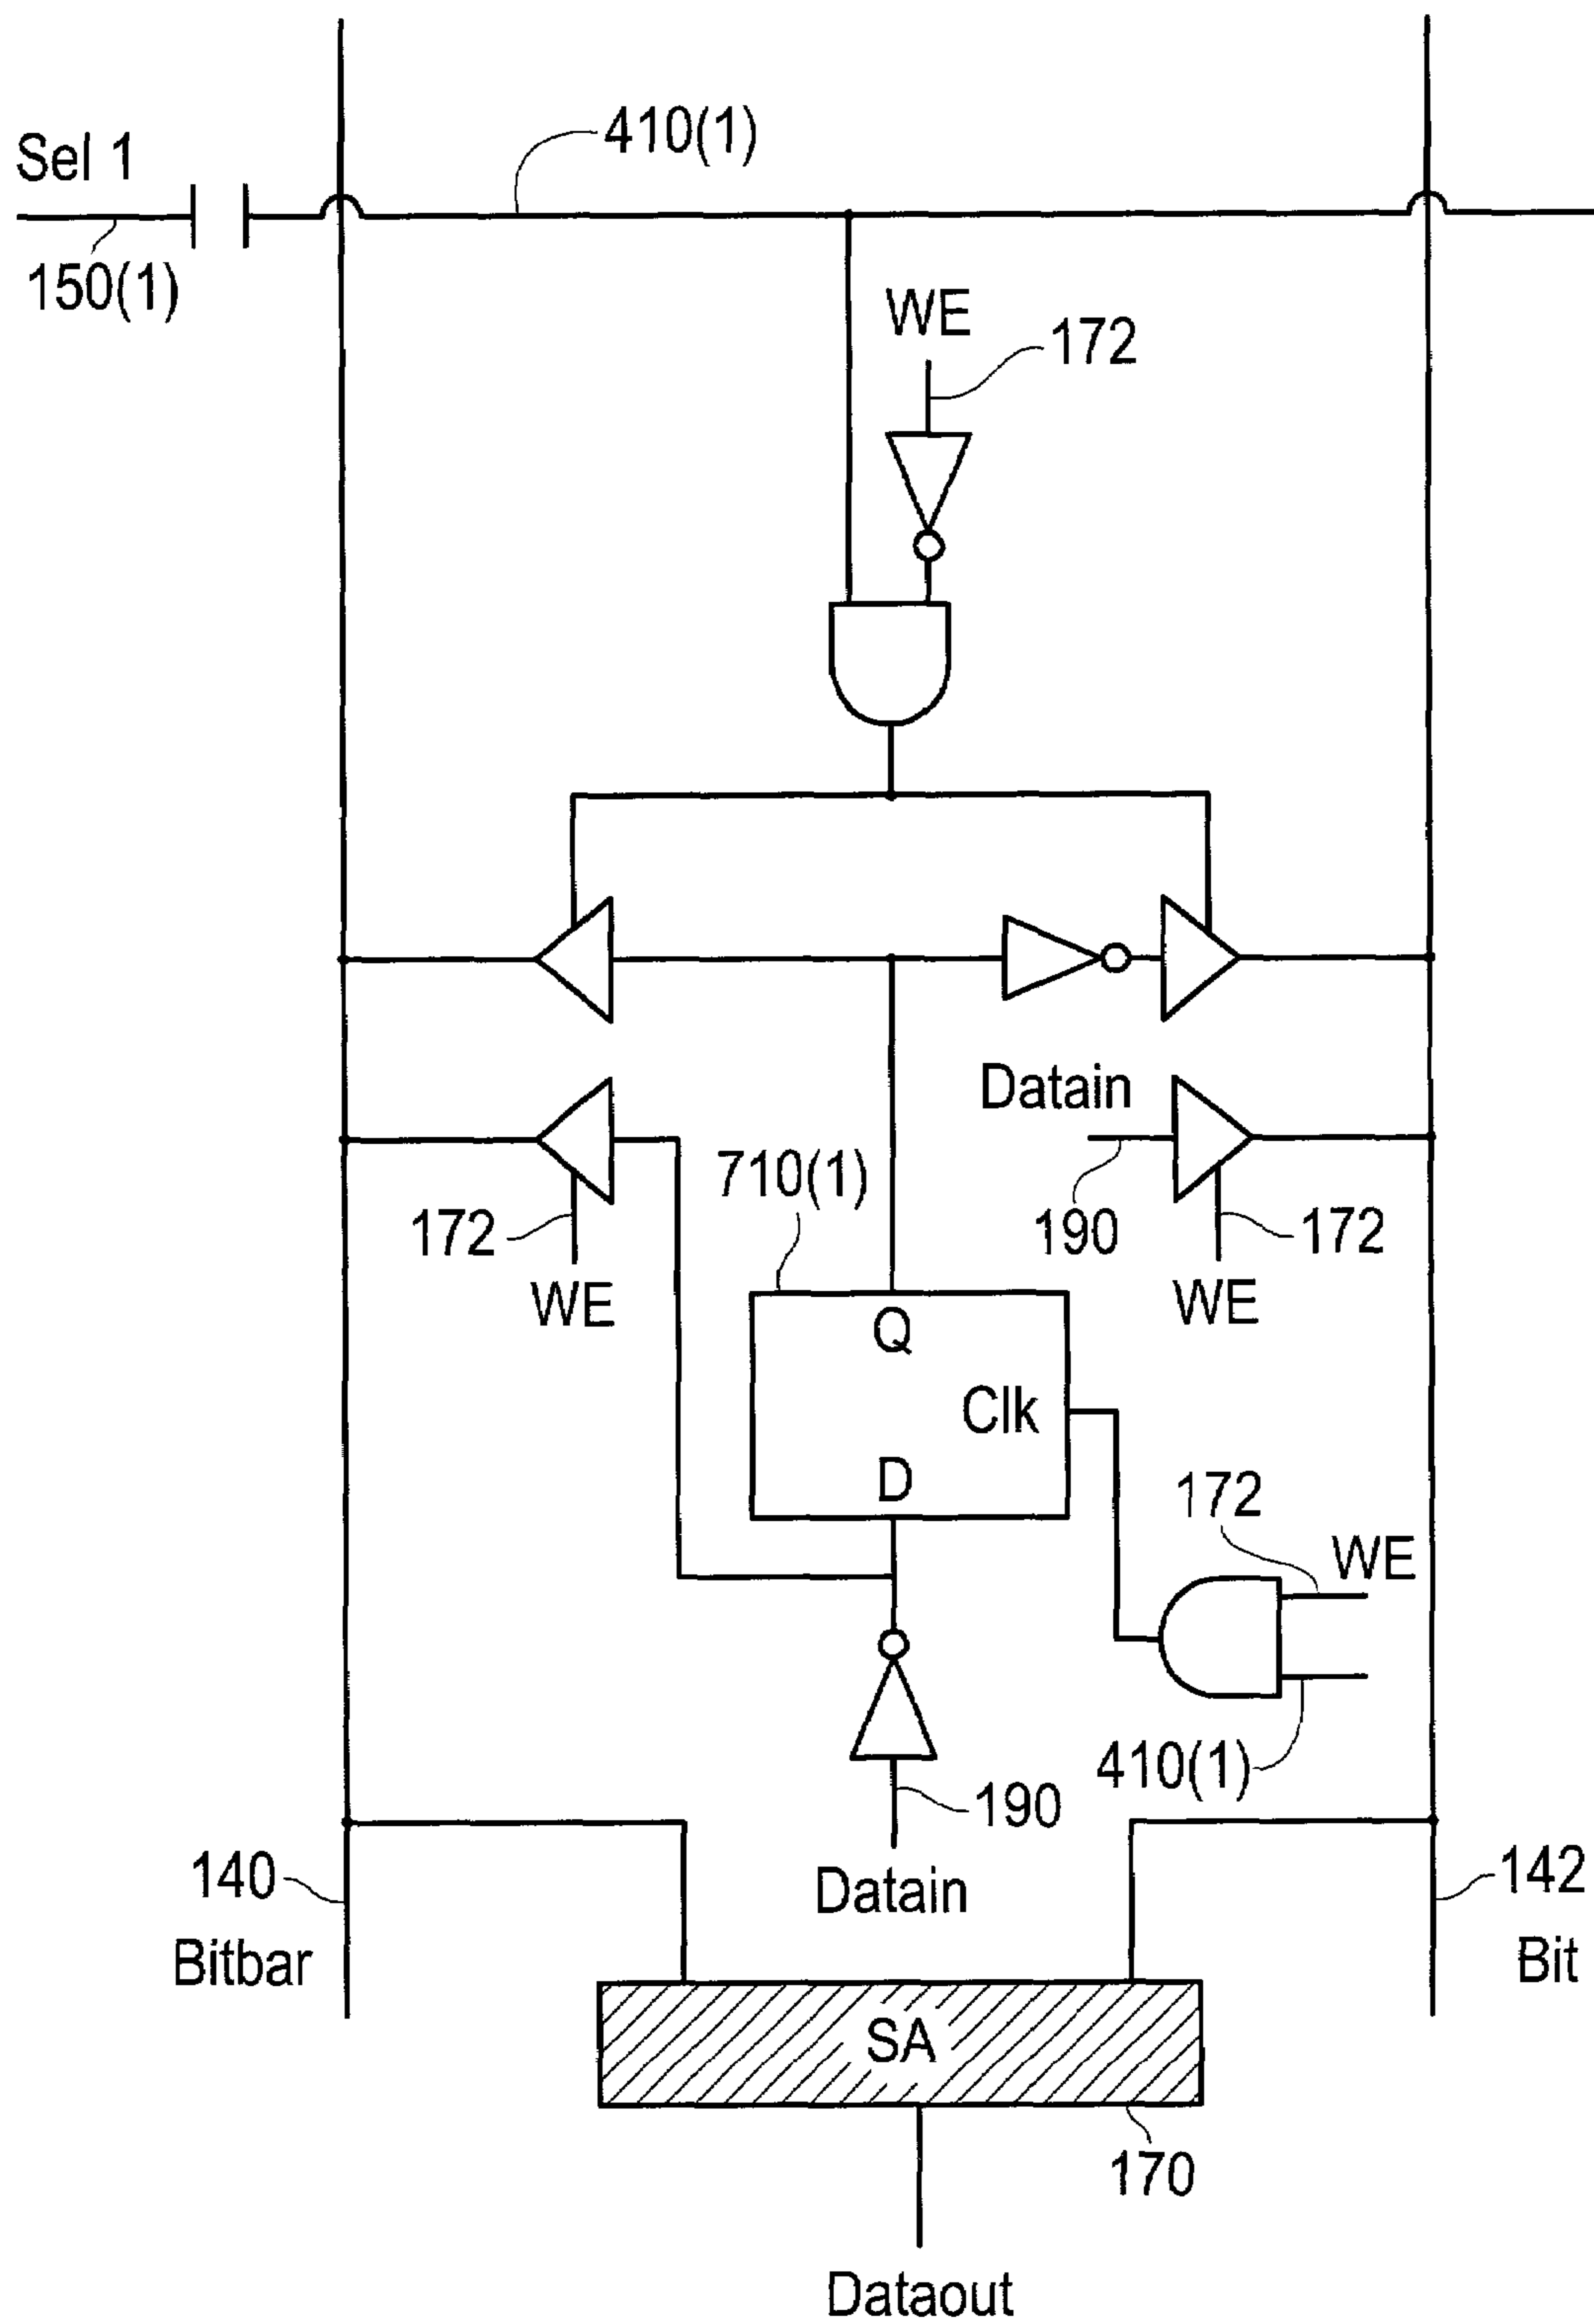 410(1)
Sel 1
150(1)
WE
172
Datain
710(1)
172
190
172
WE
WE
Q
Clk
D
172
WE
410(1)
190
140
Datain
142
Bitbar
Bit
SA
170
Dataout